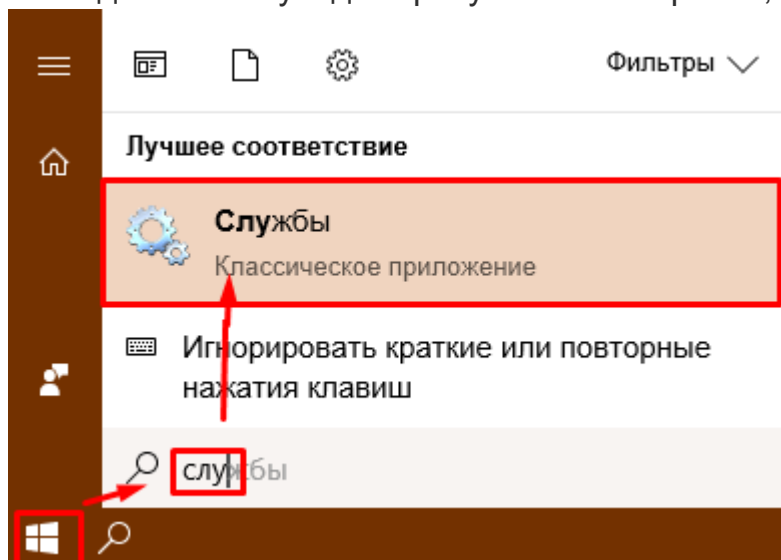 Фильтры
Лучшее соответствие
Службы
Классическое приложение
Игнорировать краткие или повторные
нажатия клавиш
службы